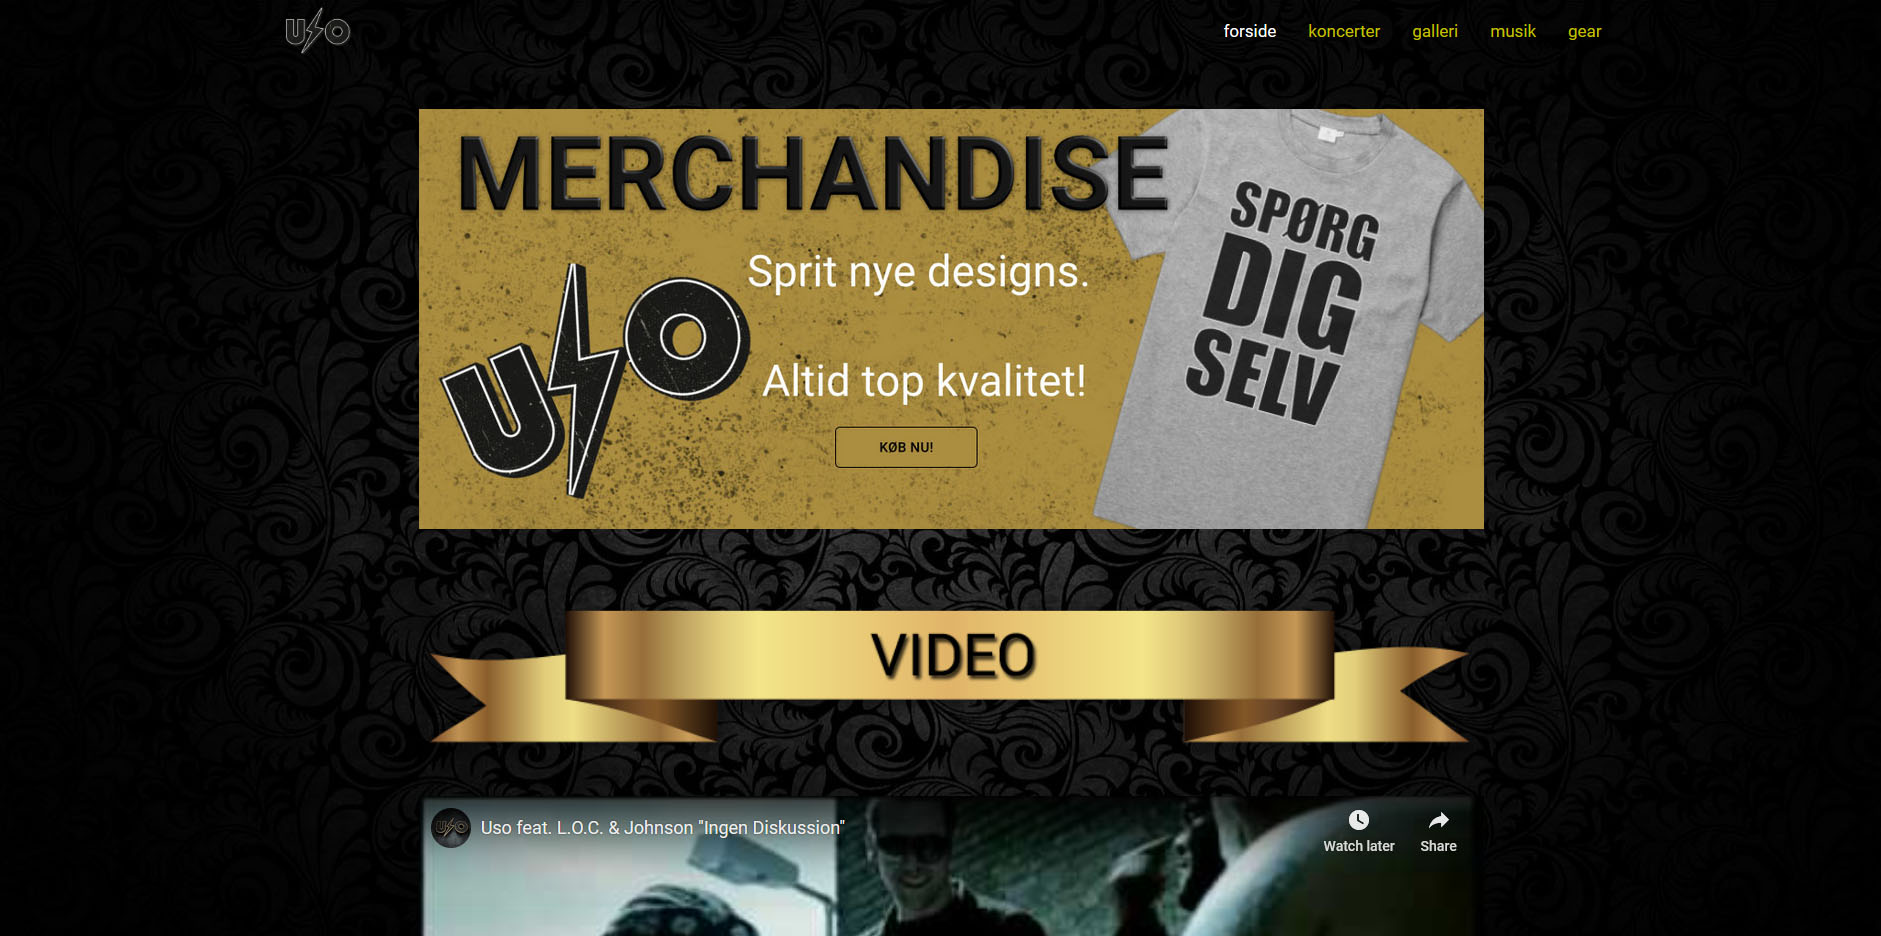 USO
forside koncerter galleri musik gear
MERCHANDISE
SPØRG
DIG
SELV
USO
Sprit nye designs.
Altid top kvalitet!
KØB NU!
VIDEO
USO
Uso feat. L.O.C. & Johnson "Ingen Diskussion"
Watch later
Share